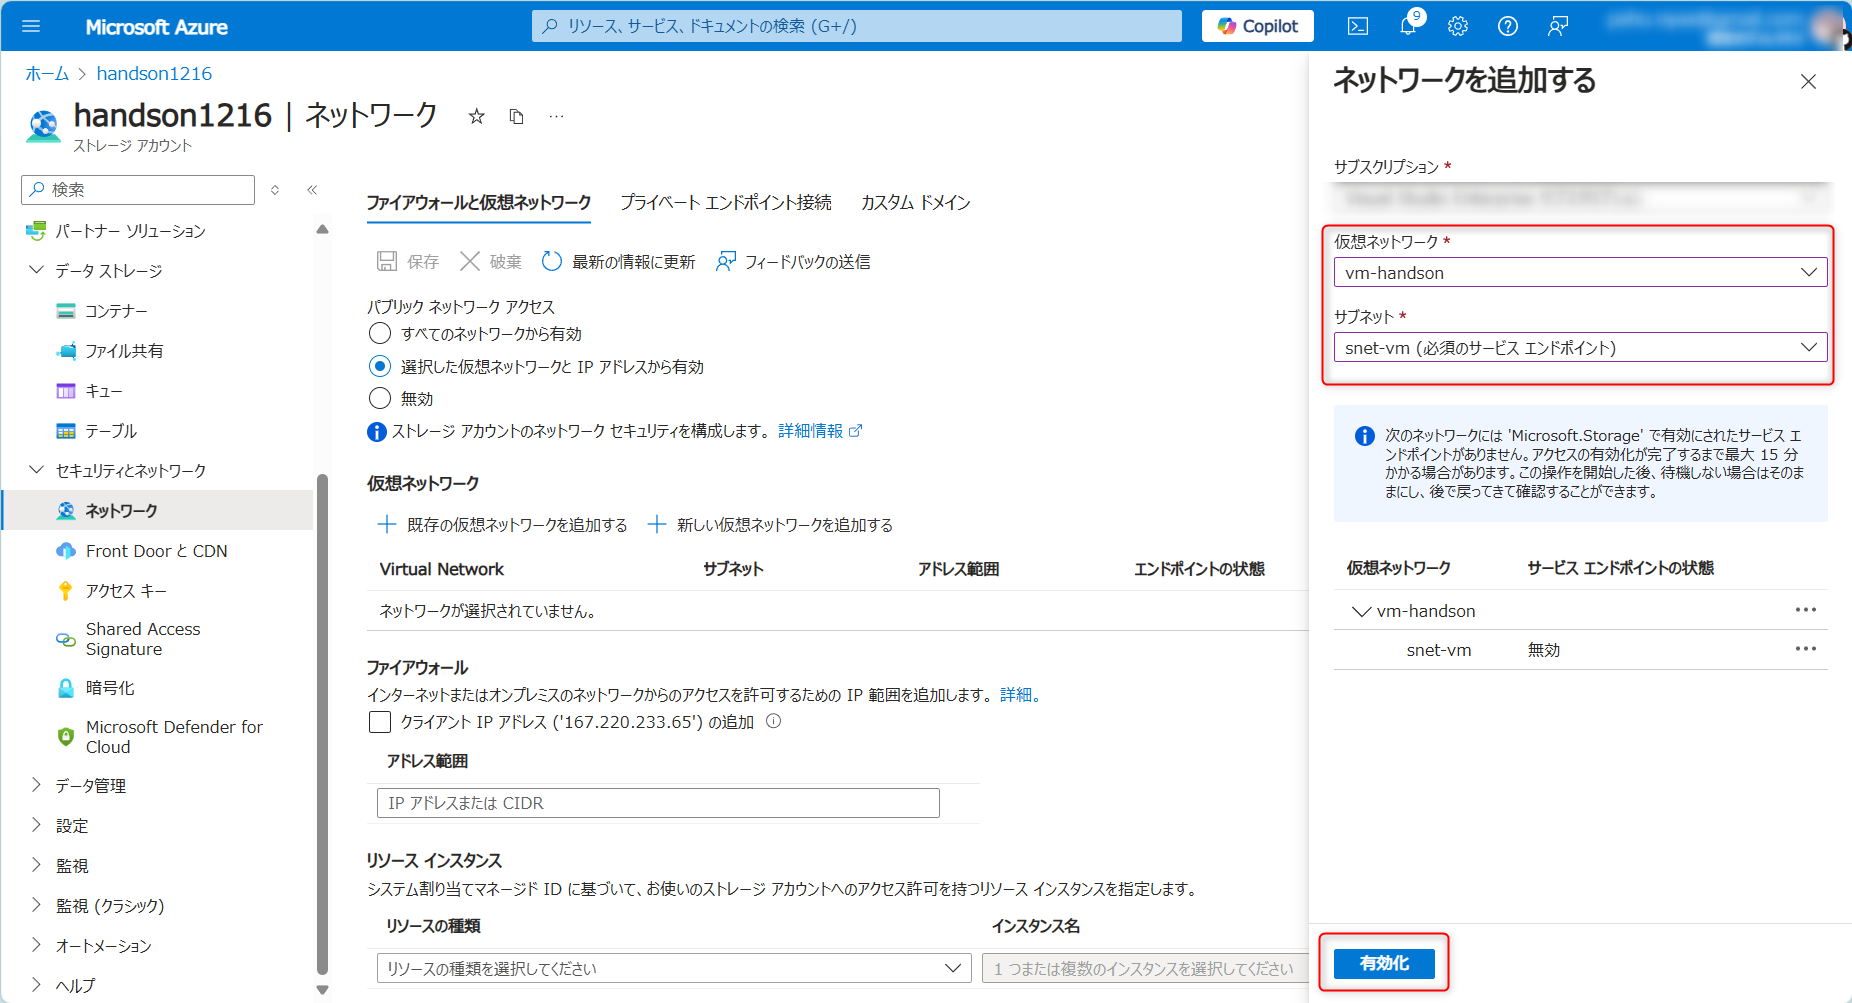 Microsoft Azure
リソース、サービス、ドキュメントの検索 (G+/)
Copilot
9
ホーム > handson1216
handson1216 | ネットワーク
ストレージ アカウント
検索
パートナー ソリューション
データ ストレージ
コンテナー
ファイル共有
キュー
テーブル
セキュリティとネットワーク
ネットワーク
Front Door と CDN
アクセス キー
Shared Access
Signature
暗号化
Microsoft Defender for
Cloud
データ管理
設定
監視
監視 (クラシック)
オートメーション
ヘルプ
ファイアウォールと仮想ネットワーク プライベート エンドポイント接続 カスタム ドメイン
保存 破棄 最新の情報に更新 フィードバックの送信
パブリック ネットワーク アクセス
すべてのネットワークから有効
選択した仮想ネットワークと IP アドレスから有効
無効
ストレージ アカウントのネットワーク セキュリティを構成します。 詳細情報
仮想ネットワーク
既存の仮想ネットワークを追加する 新しい仮想ネットワークを追加する
Virtual Network サブネット アドレス範囲 エンドポイントの状態
ネットワークが選択されていません。
ファイアウォール
インターネットまたはオンプレミスのネットワークからのアクセスを許可するための IP 範囲を追加します。 詳細。
クライアント IP アドレス ('167.220.233.65') の追加
アドレス範囲
IP アドレスまたは CIDR
リソース インスタンス
システム割り当てマネージド ID に基づいて、お使いのストレージ アカウントへのアクセス許可を持つリソース インスタンスを指定します。
リソースの種類 インスタンス名
リソースの種類を選択してください 1 つまたは複数のインスタンスを選択してください
ネットワークを追加する
サブスクリプション *
仮想ネットワーク *
vm-handson
サブネット *
snet-vm (必須のサービス エンドポイント)
次のネットワークには 'Microsoft.Storage' で有効にされたサービス エ
ンドポイントがありません。アクセスの有効化が完了するまで最大 15 分
かかる場合があります。この操作を開始した後、待機しない場合はそのま
まにし、後で戻ってきて確認することができます。
仮想ネットワーク サービス エンドポイントの状態
vm-handson
snet-vm 無効
有効化